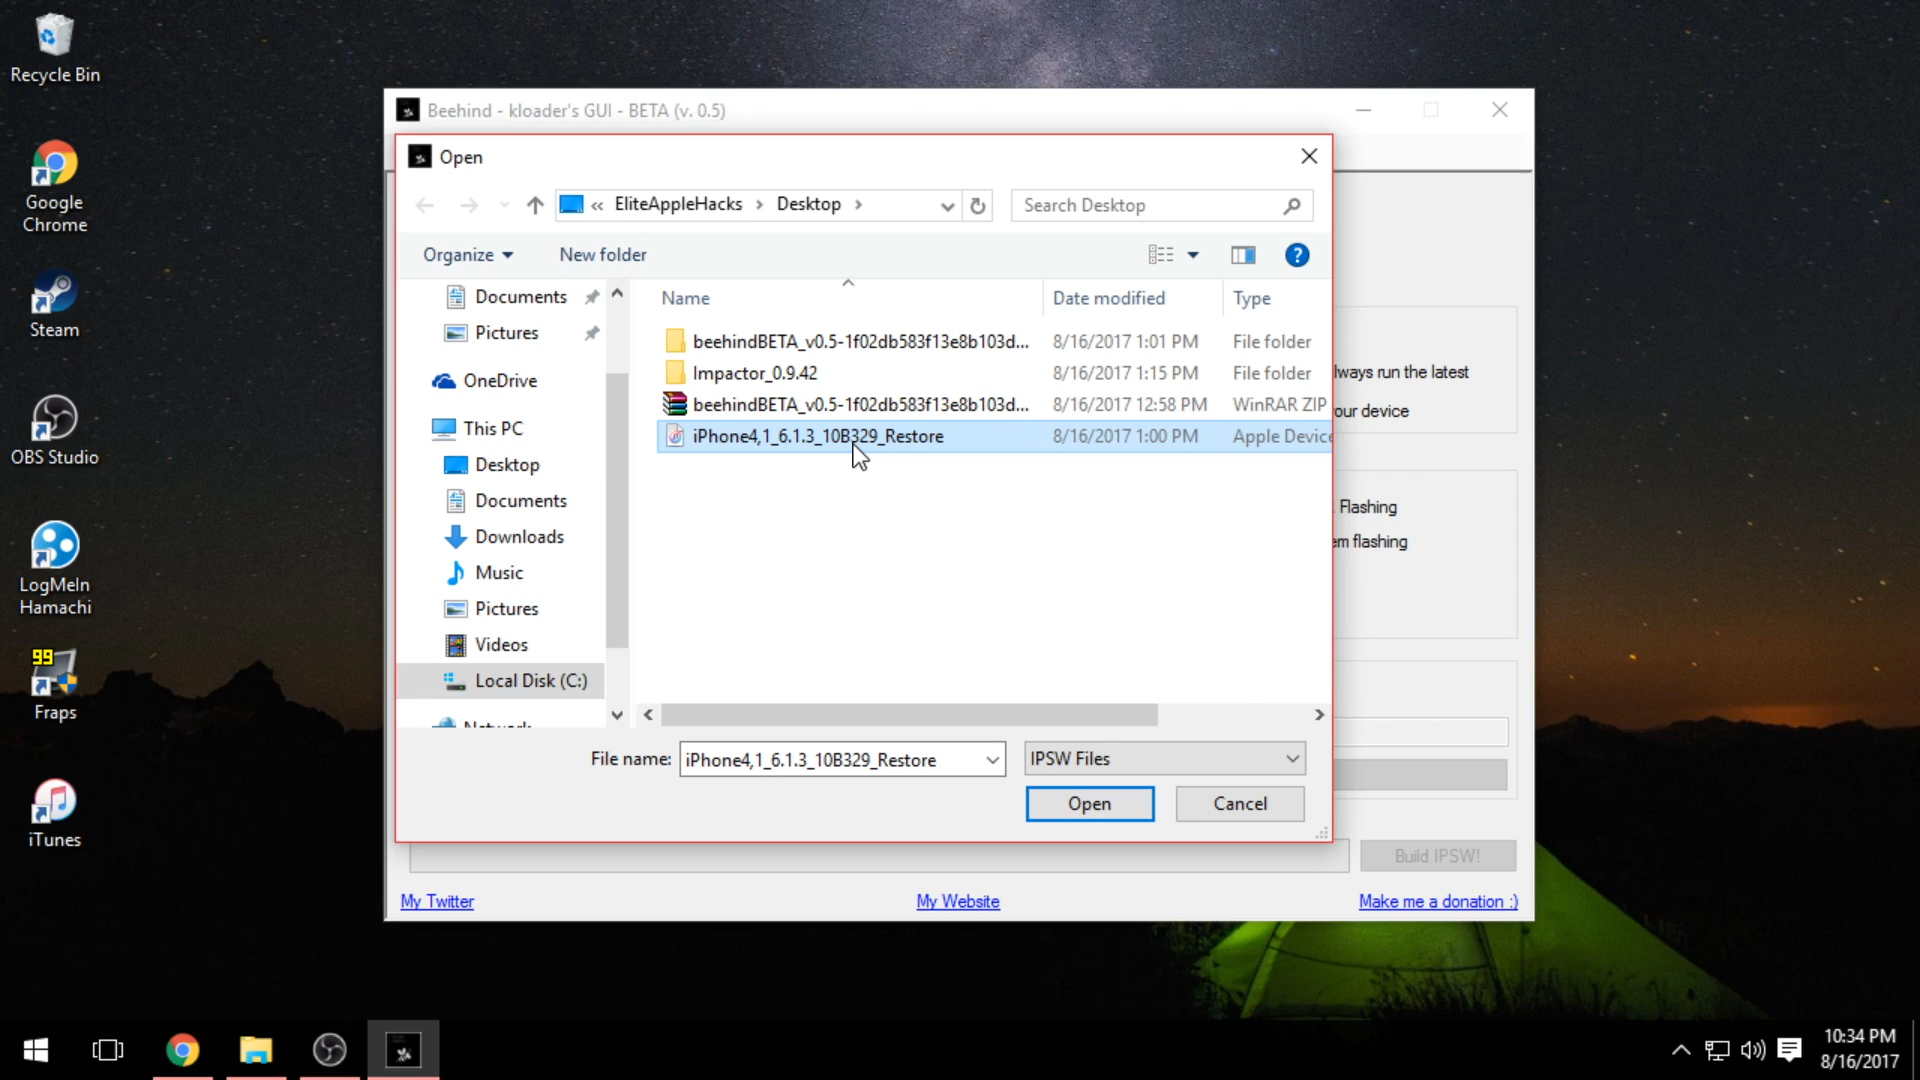 Recycle Bin
Google
Chrome
Steam
OBS Studio
LogMeIn
Hamachi
99
Fraps
iTunes
Beehind - kloader's GUI - BETA (v. 0.5)
Open
« EliteAppleHacks > Desktop >
Search Desktop
Organize
New folder
?
Documents
Pictures
OneDrive
This PC
Desktop
Documents
Downloads
Music
Pictures
Videos
Local Disk (C:)
Network
Name Date modified Type
beehindBETA_v0.5-1f02db583f13e8b103d... 8/16/2017 1:01 PM File folder
Impactor_0.9.42 8/16/2017 1:15 PM File folder
beehindBETA_v0.5-1f02db583f13e8b103d... 8/16/2017 12:58 PM WinRAR ZIP
iPhone4,1_6.1.3_10B329_Restore 8/16/2017 1:00 PM Apple Device
File name: iPhone4,1_6.1.3_10B329_Restore IPSW Files
Open Cancel
lways run the latest
our device
. Flashing
em flashing
Build IPSW!
My Twitter My Website Make me a donation :)
10:34 PM
8/16/2017